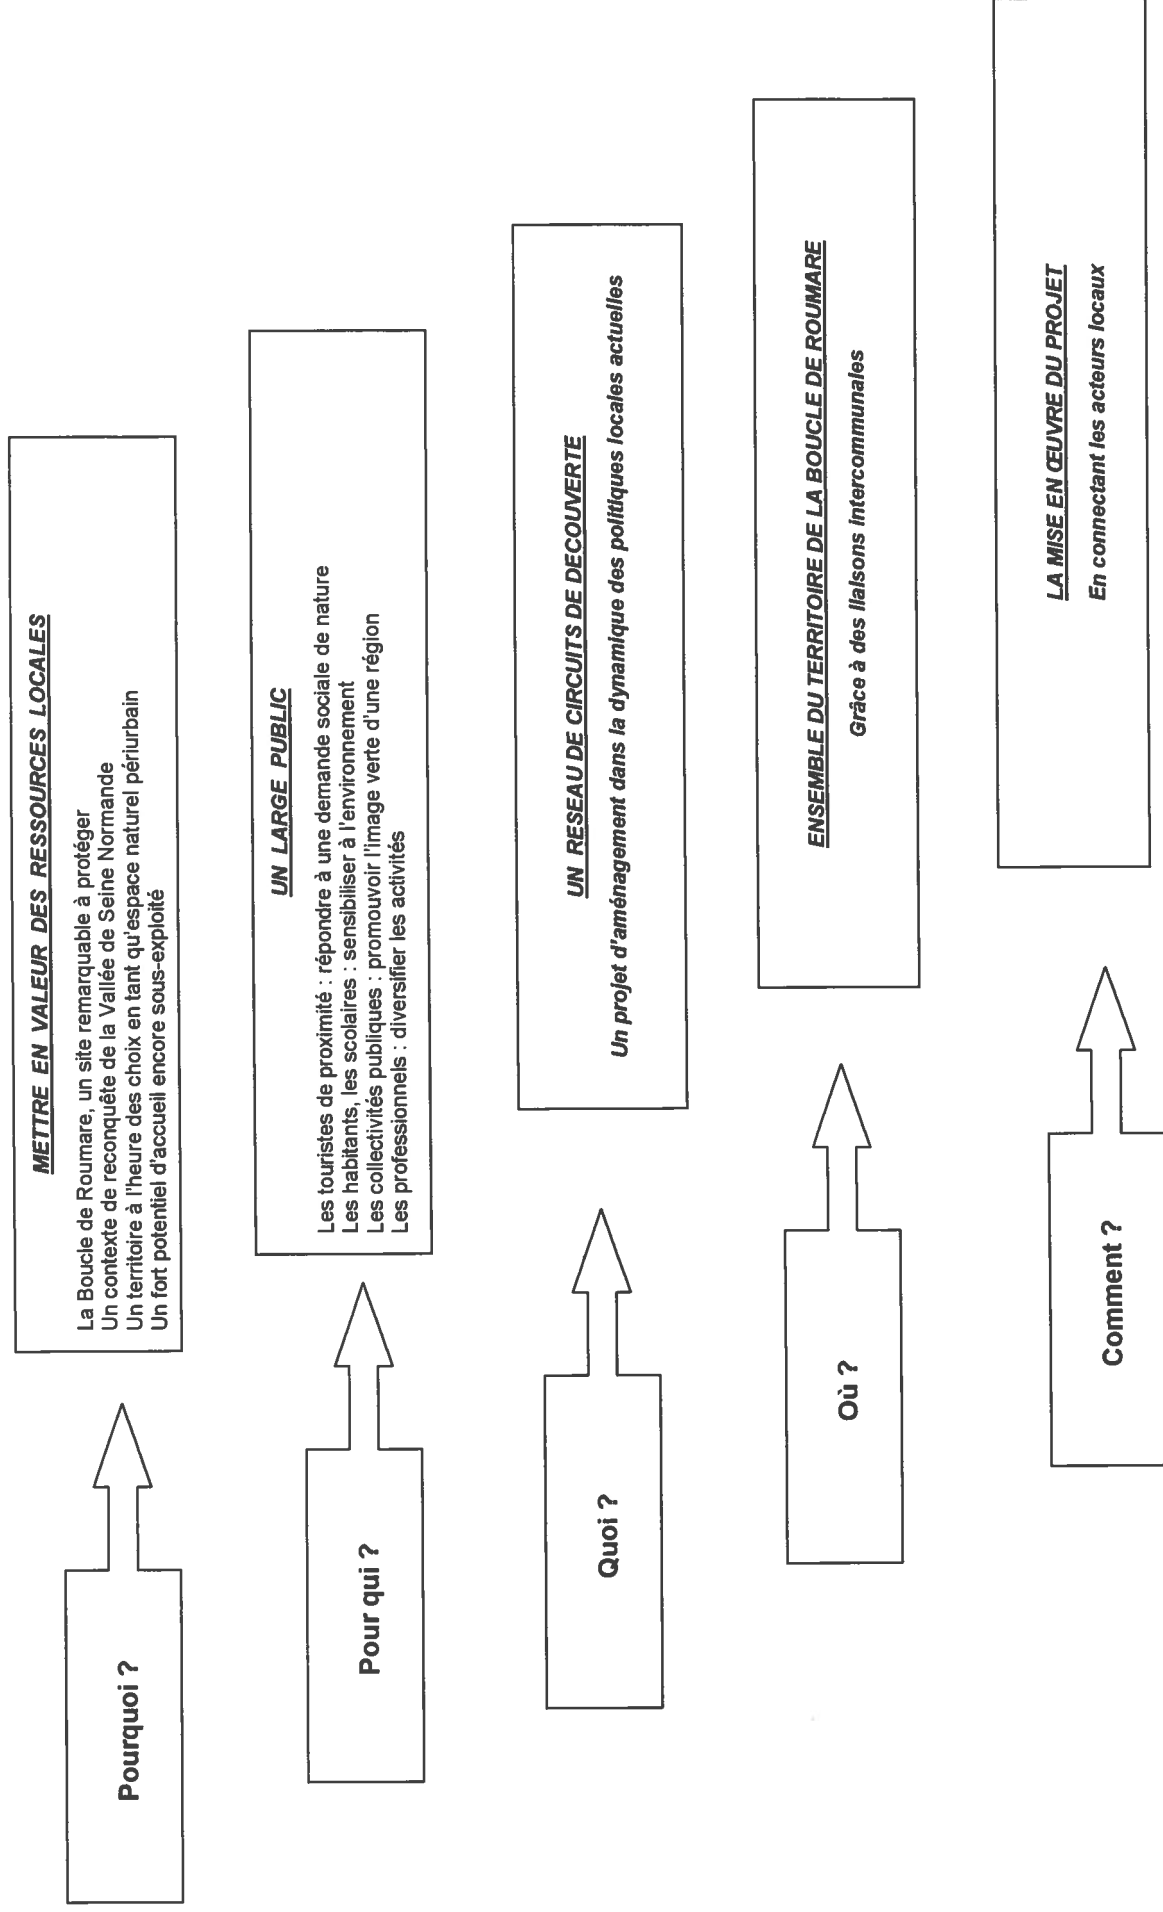 Pourquoi ?
METTRE EN VALEUR DES RESSOURCES LOCALES
La Boucle de Roumare, un site remarquable à protéger
Un contexte de reconquête de la Vallée de Seine Normande
Un territoire à l'heure des choix en tant qu'espace naturel périurbain
Un fort potentiel d'accueil encore sous-exploité
Pour qui ?
UN LARGE PUBLIC
Les touristes de proximité : répondre à une demande sociale de nature
Les habitants, les scolaires : sensibiliser à l'environnement
Les collectivités publiques : promouvoir l'image verte d'une région
Les professionnels : diversifier les activités
Quoi ?
UN RESEAU DE CIRCUITS DE DECOUVERTE
Un projet d'aménagement dans la dynamique des politiques locales actuelles
Où ?
ENSEMBLE DU TERRITOIRE DE LA BOUCLE DE ROUMARE
Grâce à des liaisons intercommunales
Comment ?
LA MISE EN ŒUVRE DU PROJET
En connectant les acteurs locaux